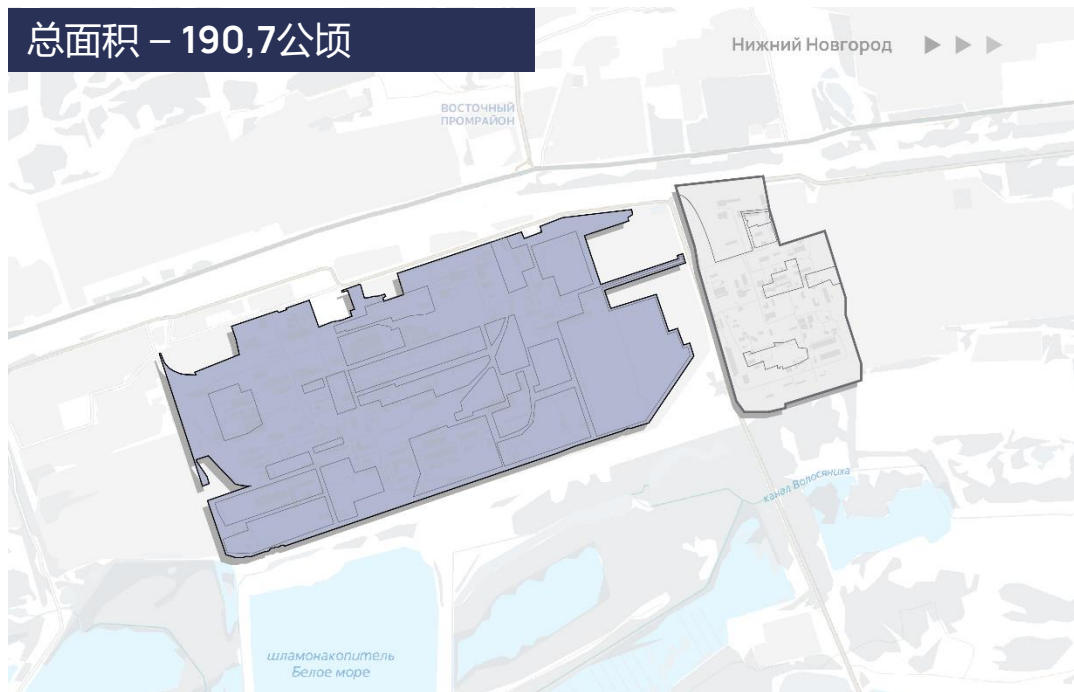 总面积 – 190,7公顷
Нижний Новгород
ВОСТОЧНЫЙ
ПРОМРАЙОН
канал Волосяниха
шламонакопитель
Белое море